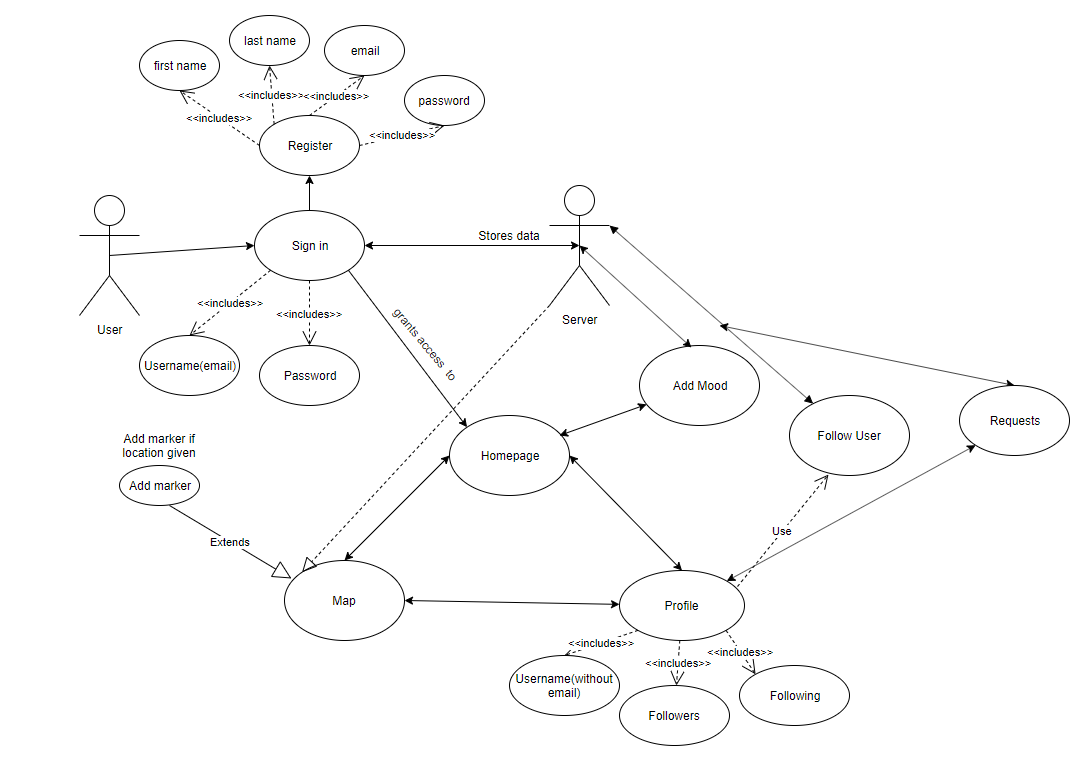 last name
email
first name
<<includes>>
<<includes>>
password
<<includes>>
<<includes>>
Register
Stores data
Sign in
<<includes>>
<<includes>>
Server
User
grants access to
Username(email)
Password
Add Mood
Requests
Follow User
Add marker if
location given
Homepage
Add marker
Use
Extends
Map
Profile
<<includes>>
<<includes>>
<<includes>>
Username(without
email)
Following
Followers